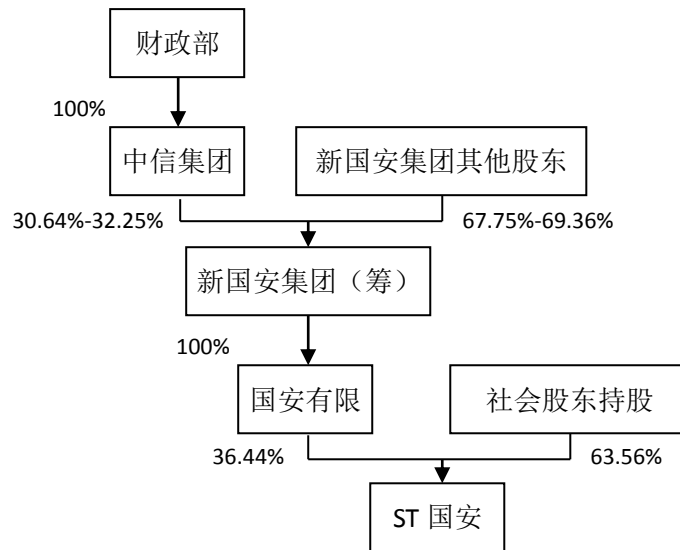 财政部
100%
中信集团
新国安集团其他股东
30.64%-32.25%
67.75%-69.36%
新国安集团（筹）
100%
国安有限
社会股东持股
36.44%
63.56%
ST 国安